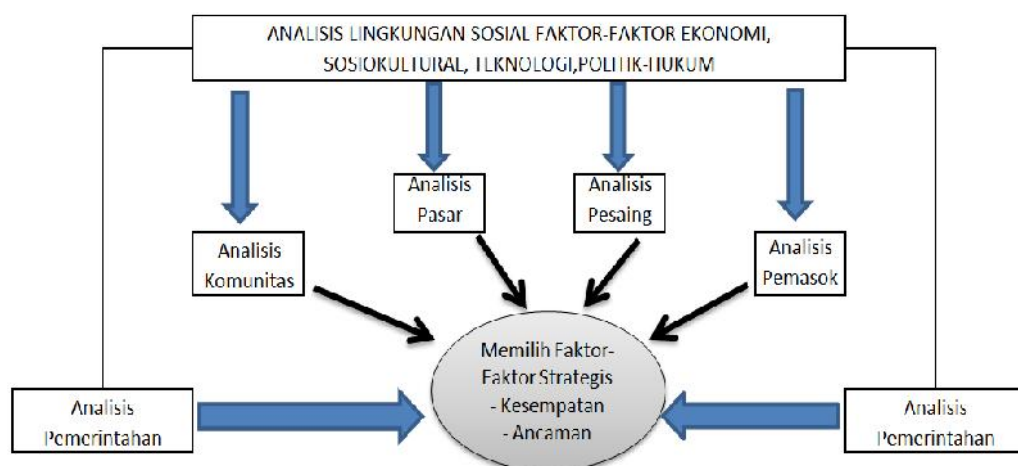 ANALISIS LINGKUNGAN SOSIAL FAKTOR-FAKTOR EKONOMI,
SOSIOKULTURAL, TEKNOLOGI,POLITIK-HUKUM
Analisis
Pasar
Analisis
Pesaing
Analisis
Komunitas
Analisis
Pemasok
Memilih Faktor-
Faktor Strategis
- Kesempatan
- Ancaman
Analisis
Pemerintahan
Analisis
Pemerintahan